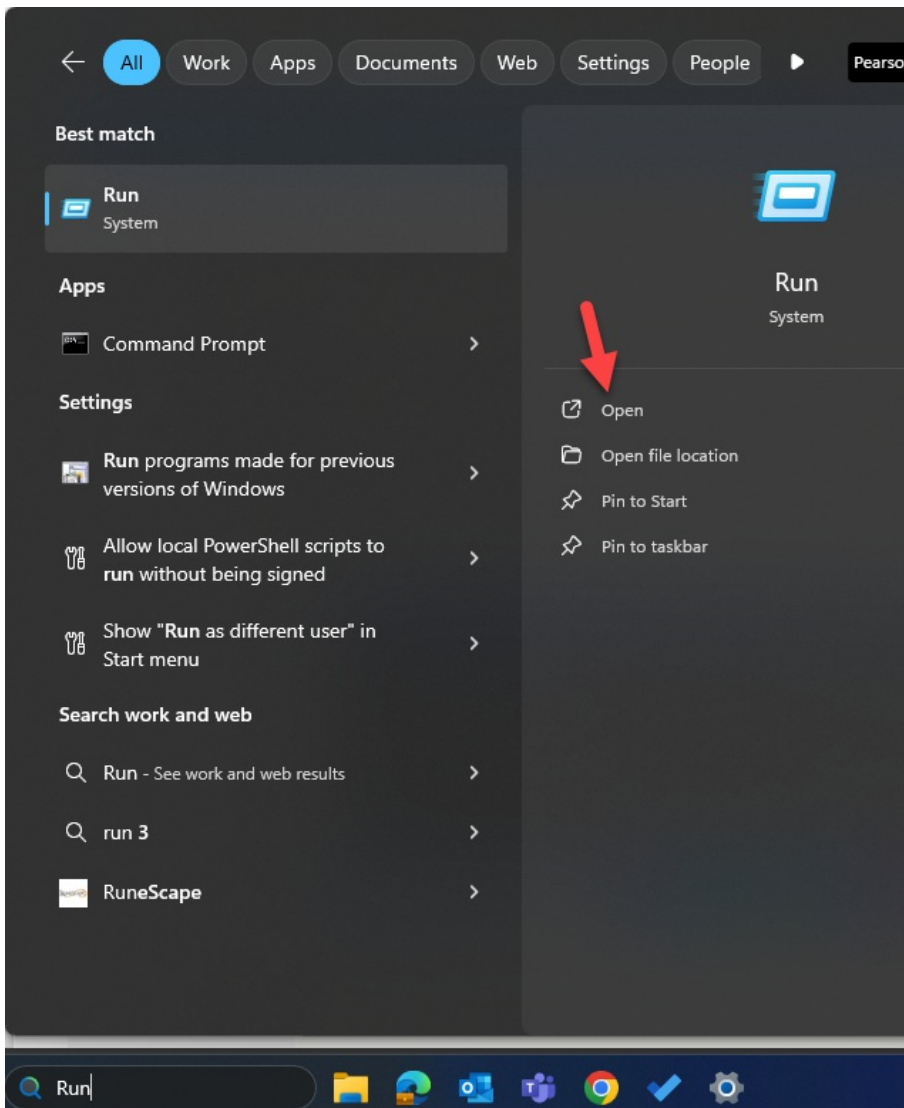 All Work Apps Documents Web Settings People Pearso
Best match
Run
System
Apps
Command Prompt
Settings
Run programs made for previous
versions of Windows
Allow local PowerShell scripts to
run without being signed
Show "Run as different user" in
Start menu
Search work and web
Run - See work and web results
run 3
RuneScape
Run
System
Open
Open file location
Pin to Start
Pin to taskbar
Run